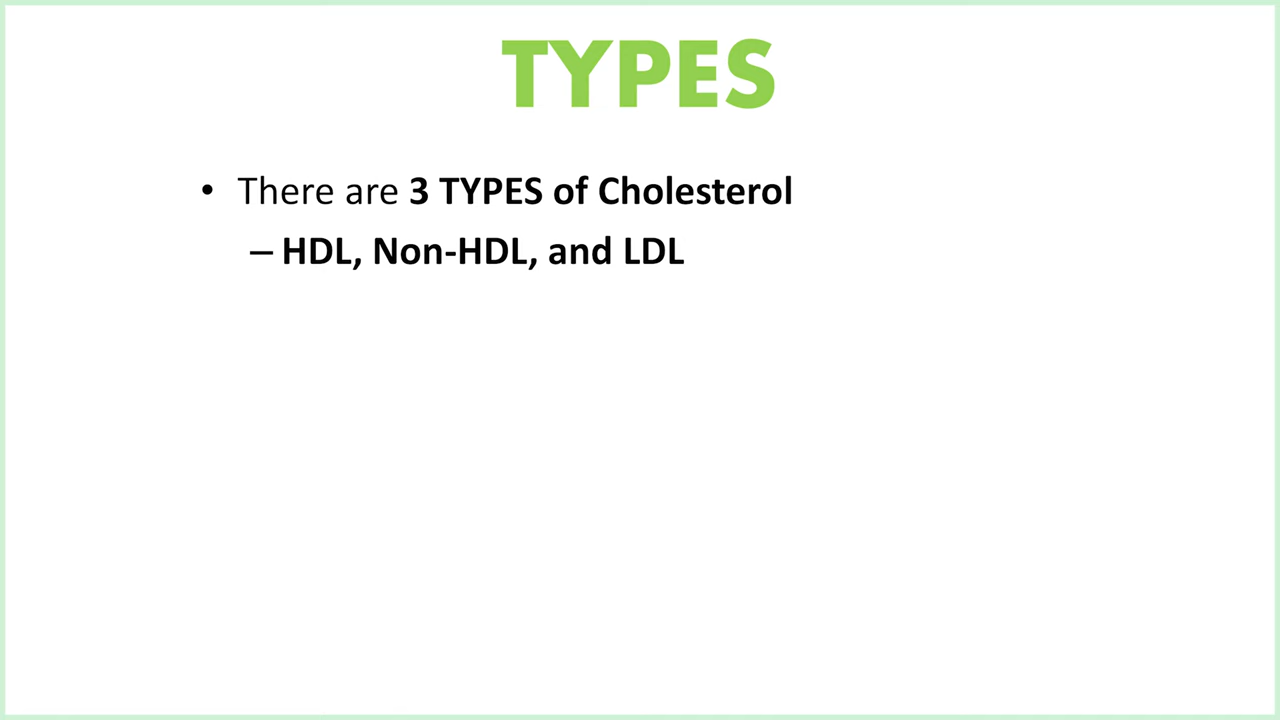 TYPES
• There are 3 TYPES of Cholesterol
– HDL, Non-HDL, and LDL